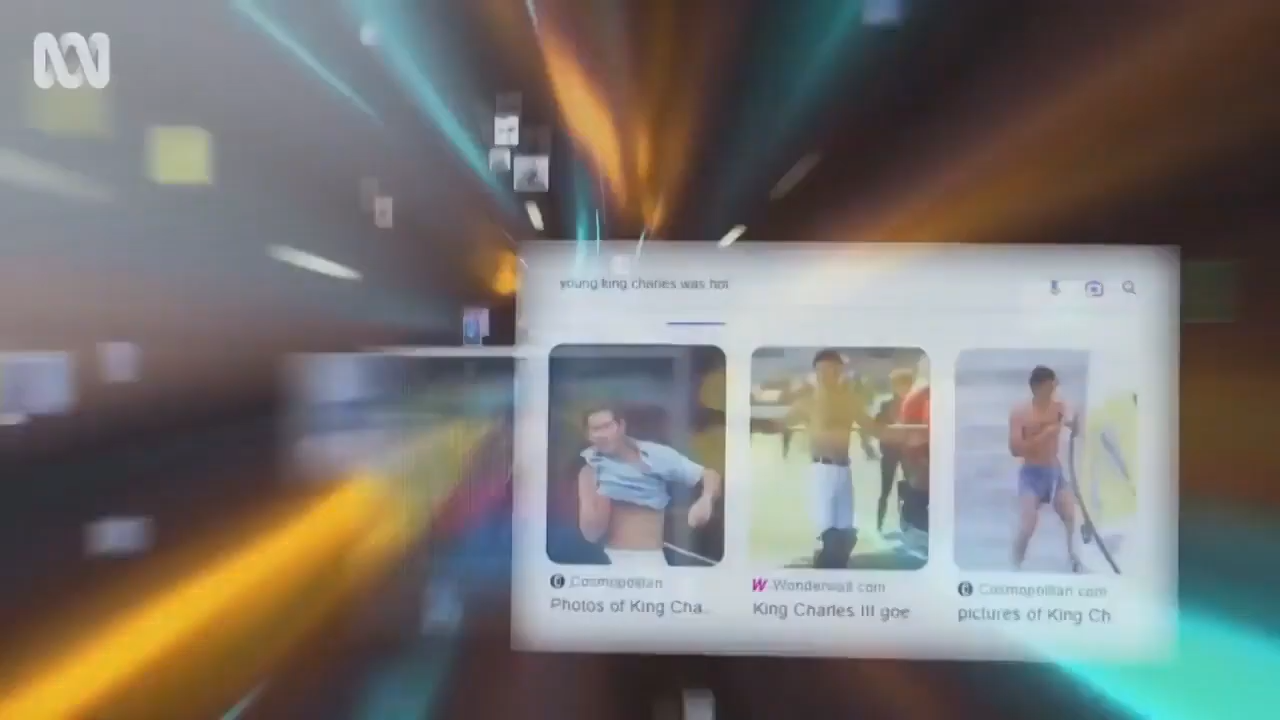 young king charles was hot
Cosmopolitan
Photos of King Cha..
Wonderwall.com
King Charles III goe
Cosmopolitan.com
pictures of King Ch